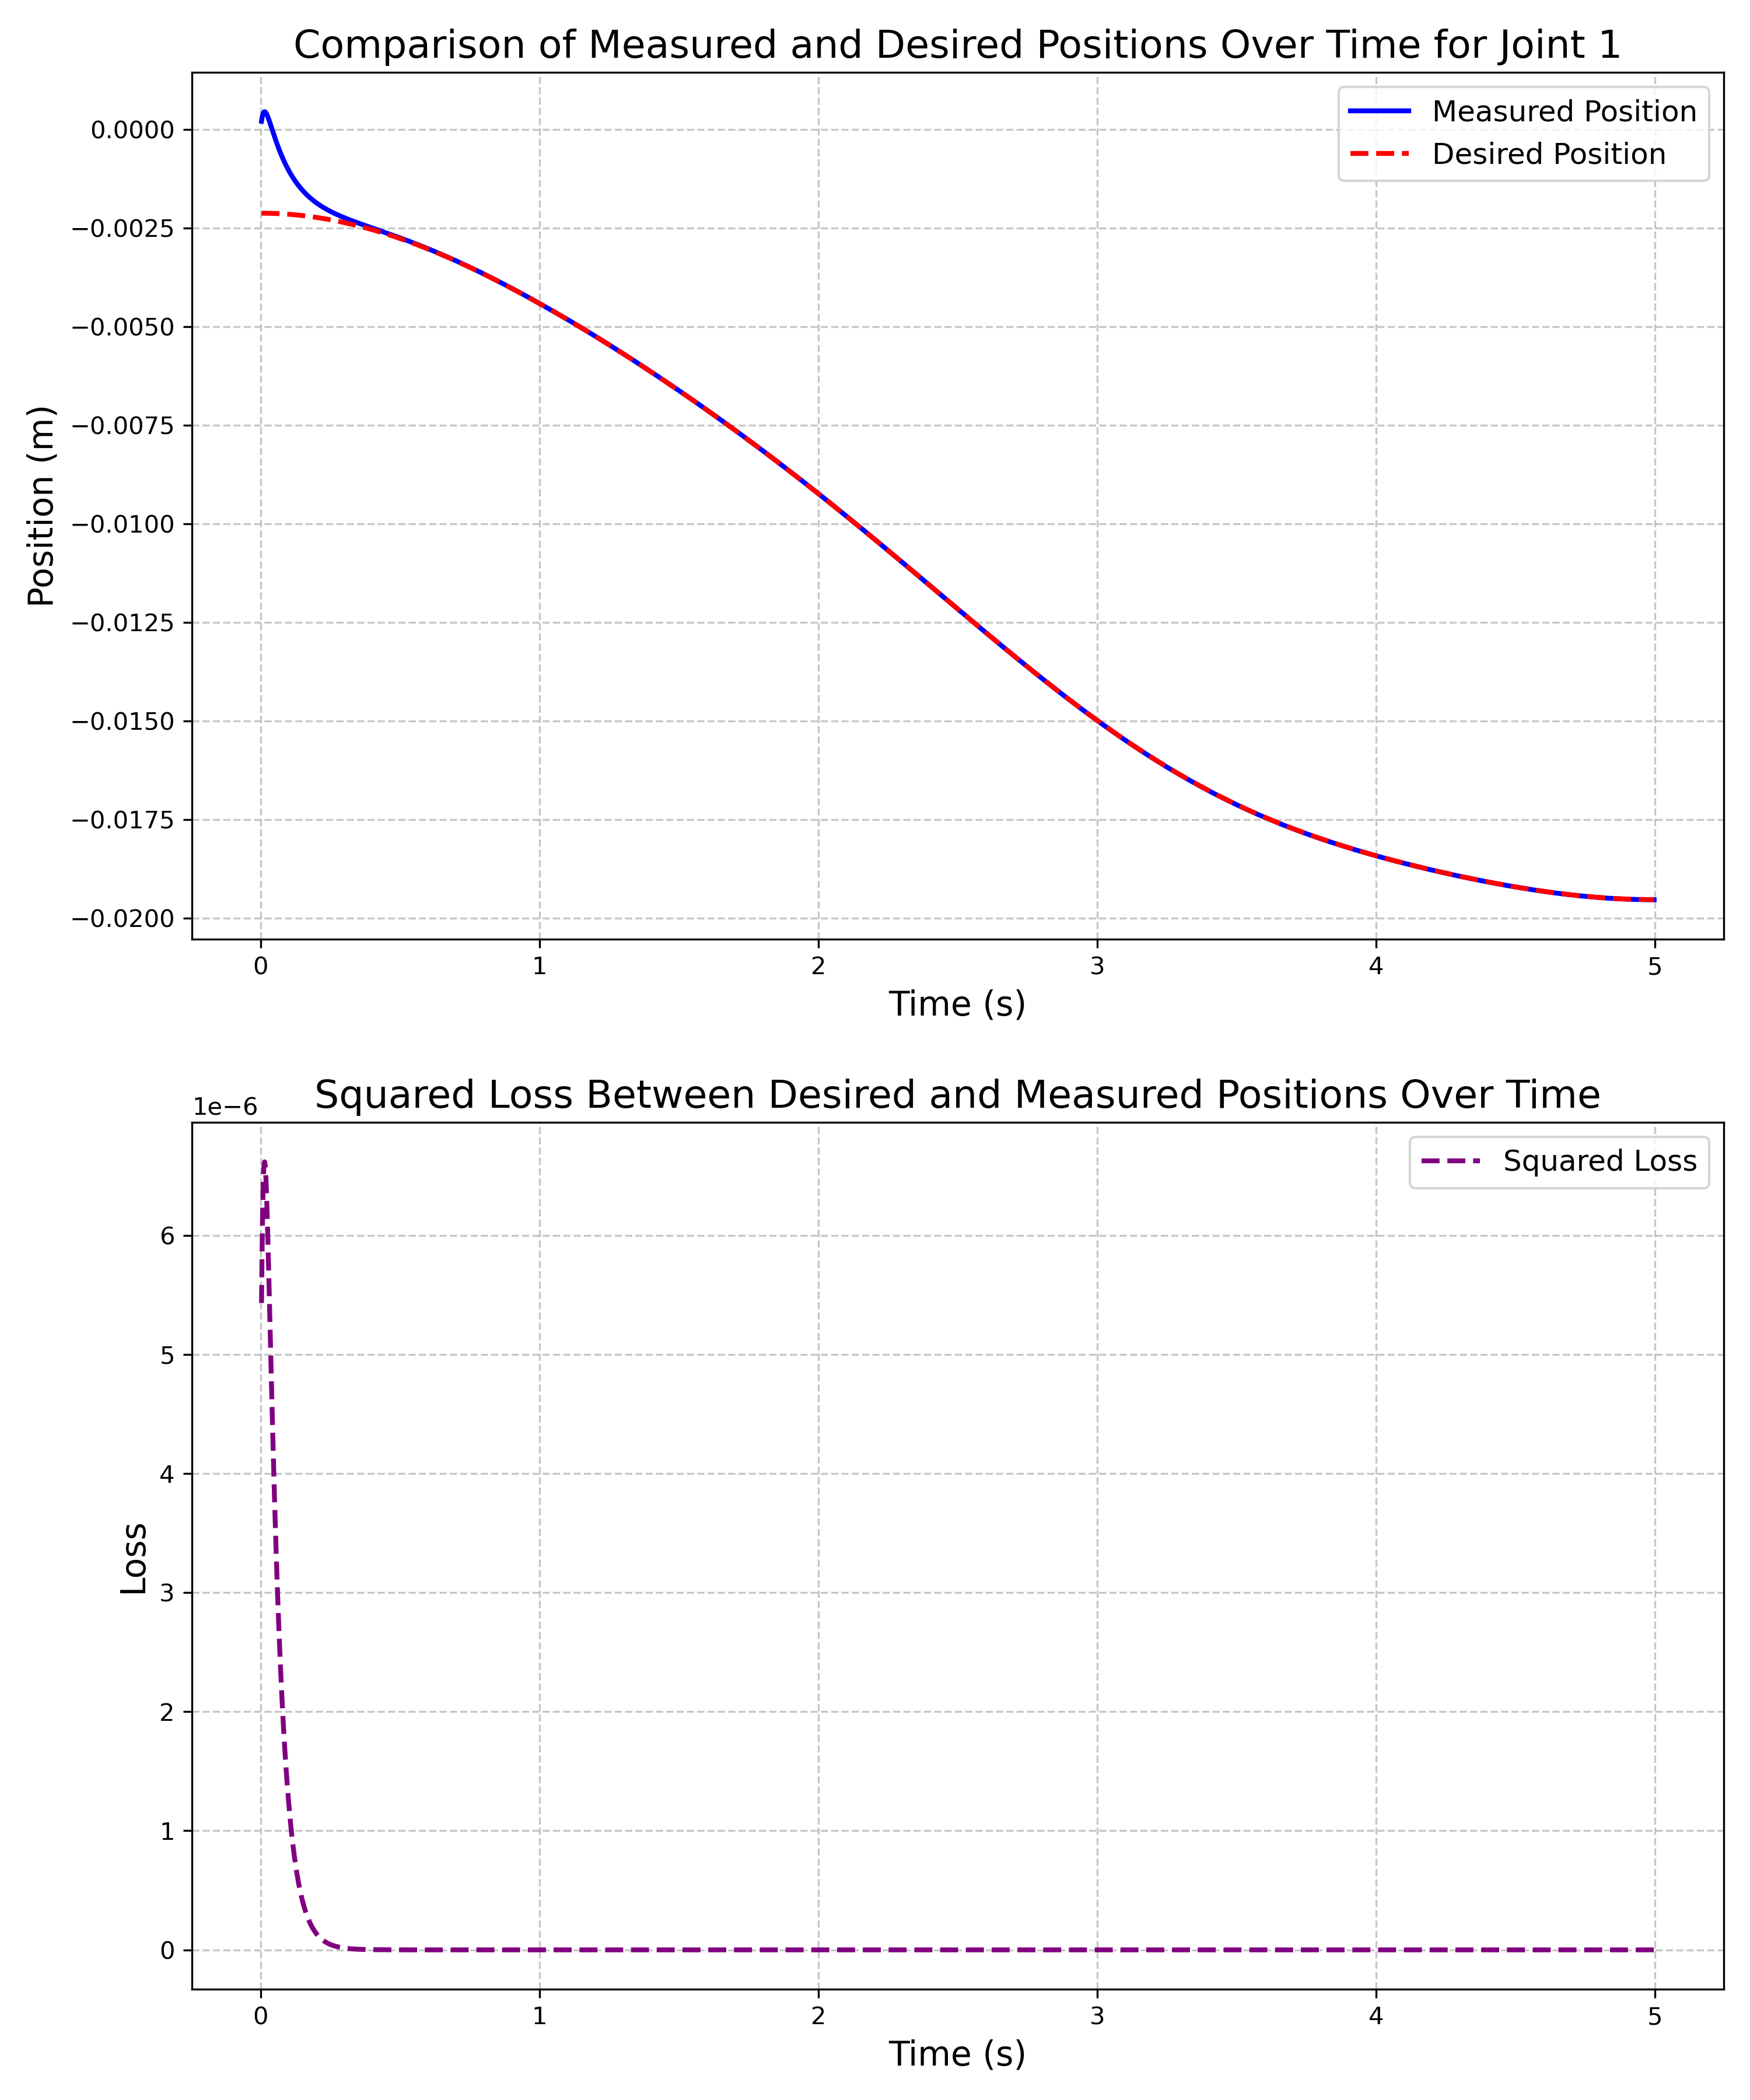 Comparison of Measured and Desired Positions Over Time for Joint 1
Measured Position
Desired Position
0.0000
−0.0025
−0.0050
−0.0075
−0.0100
−0.0125
−0.0150
−0.0175
−0.0200
Position (m)
0 1 2 3 4 5
Time (s)
Squared Loss Between Desired and Measured Positions Over Time
1e−6
Squared Loss
6
5
4
3
2
1
0
Loss
0 1 2 3 4 5
Time (s)